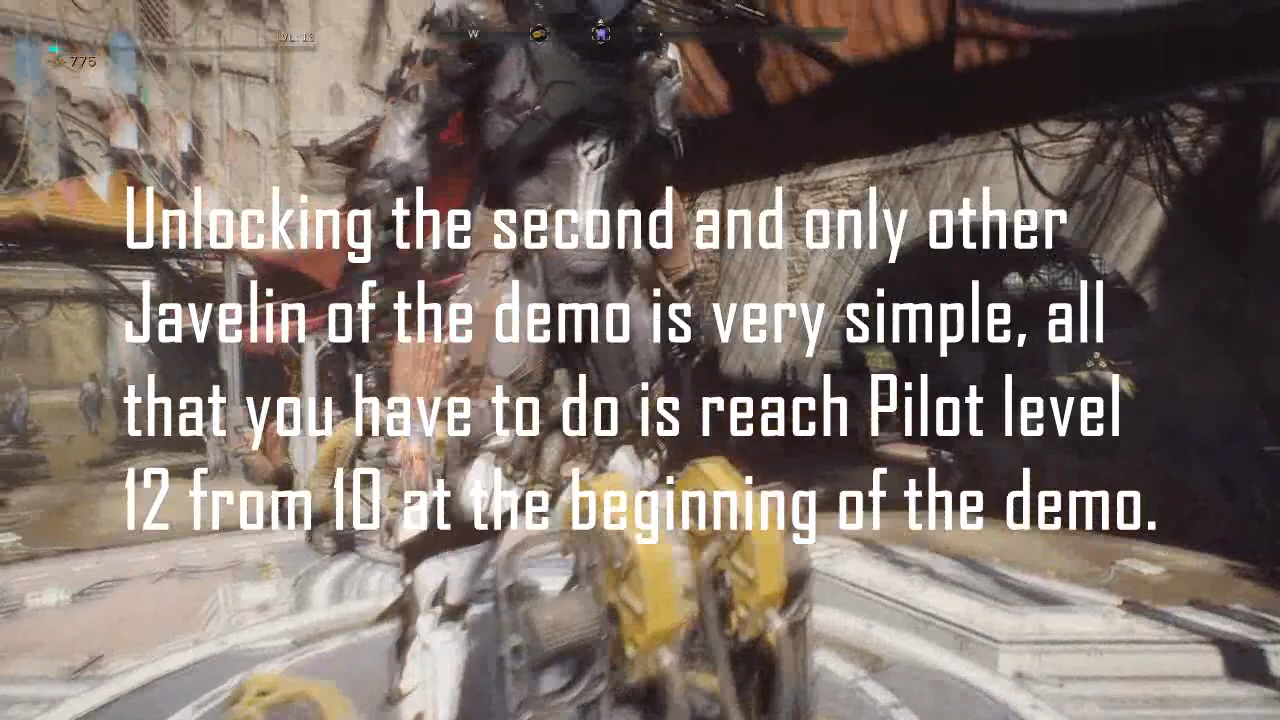 W
775
Unlocking the second and only other
Javelin of the demo is very simple, all
that you have to do is reach Pilot level
12 from 10 at the beginning of the demo.